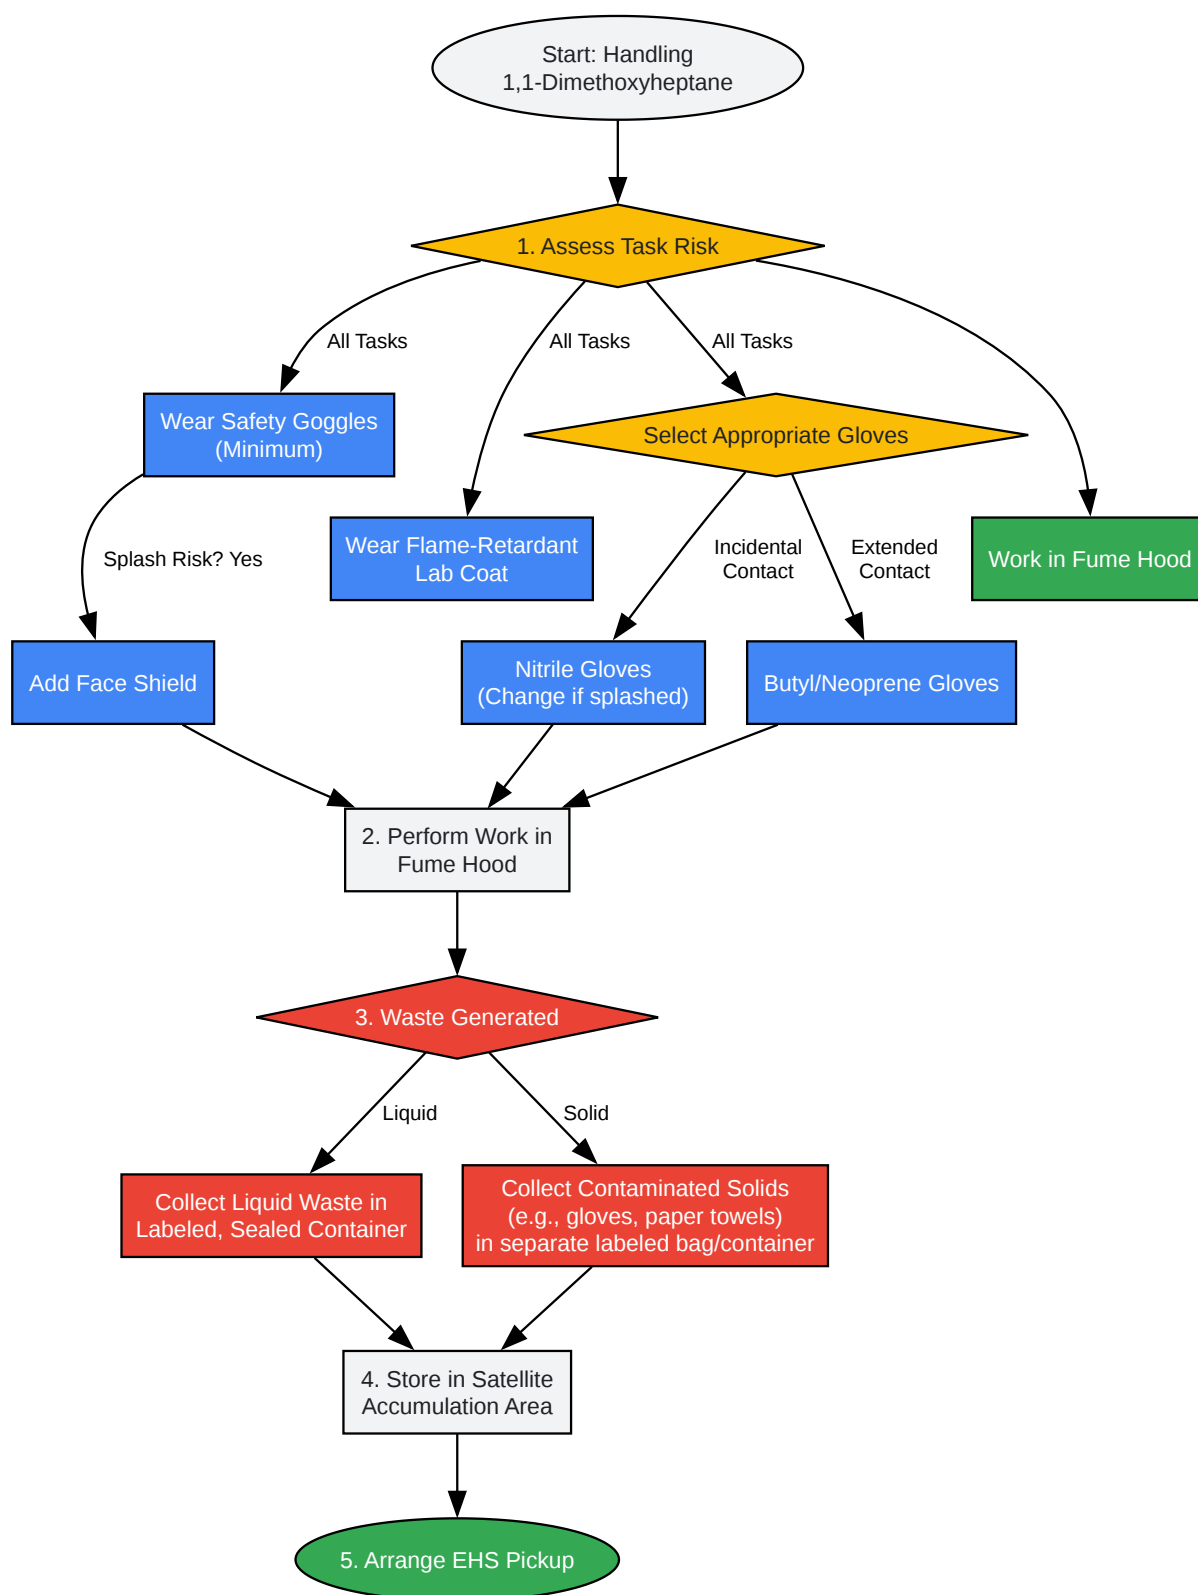 Start: Handling
1,1-Dimethoxyheptane
1. Assess Task Risk
All Tasks
All Tasks
All Tasks
Wear Safety Goggles
(Minimum)
Select Appropriate Gloves
Splash Risk? Yes
Wear Flame-Retardant
Lab Coat
Incidental
Contact
Extended
Contact
Work in Fume Hood
Add Face Shield
Nitrile Gloves
(Change if splashed)
Butyl/Neoprene Gloves
2. Perform Work in
Fume Hood
3. Waste Generated
Liquid
Solid
Collect Liquid Waste in
Labeled, Sealed Container
Collect Contaminated Solids
(e.g., gloves, paper towels)
in separate labeled bag/container
4. Store in Satellite
Accumulation Area
5. Arrange EHS Pickup